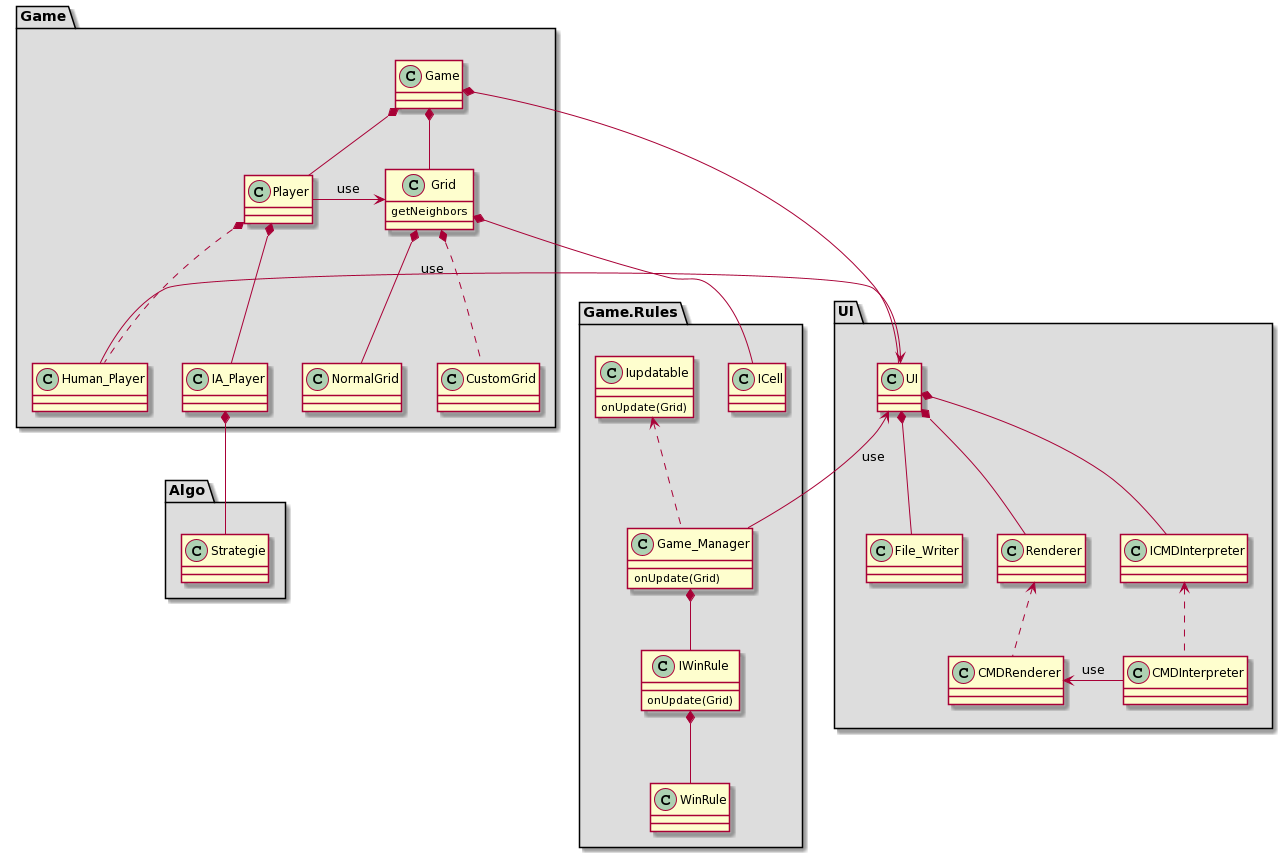 Game
C Game
C Player
use
C Grid
getNeighbors
use
Game.Rules
UI
C Human_Player
C IA_Player
C NormalGrid
C CustomGrid
C Iupdatable
onUpdate(Grid)
C ICell
C UI
use
Algo
C Strategie
C Game_Manager
onUpdate(Grid)
C File_Writer
C Renderer
C ICMDInterpreter
C IWinRule
onUpdate(Grid)
C CMDRenderer
use
C CMDInterpreter
C WinRule